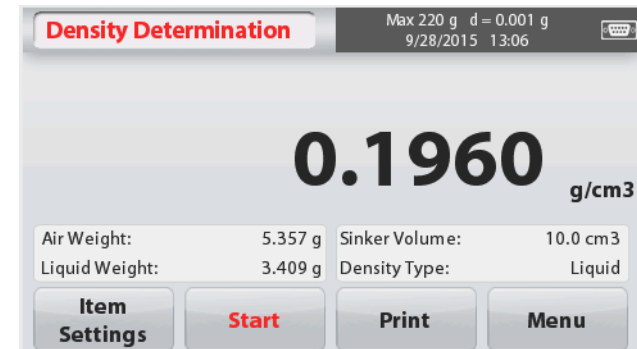 Density Determination
Max 220 g d = 0.001 g
9/28/2015 13:06
0.1960 g/cm3
Air Weight: 5.357 g Sinker Volume: 10.0 cm3
Liquid Weight: 3.409 g Density Type: Liquid
Item Settings
Start
Print
Menu